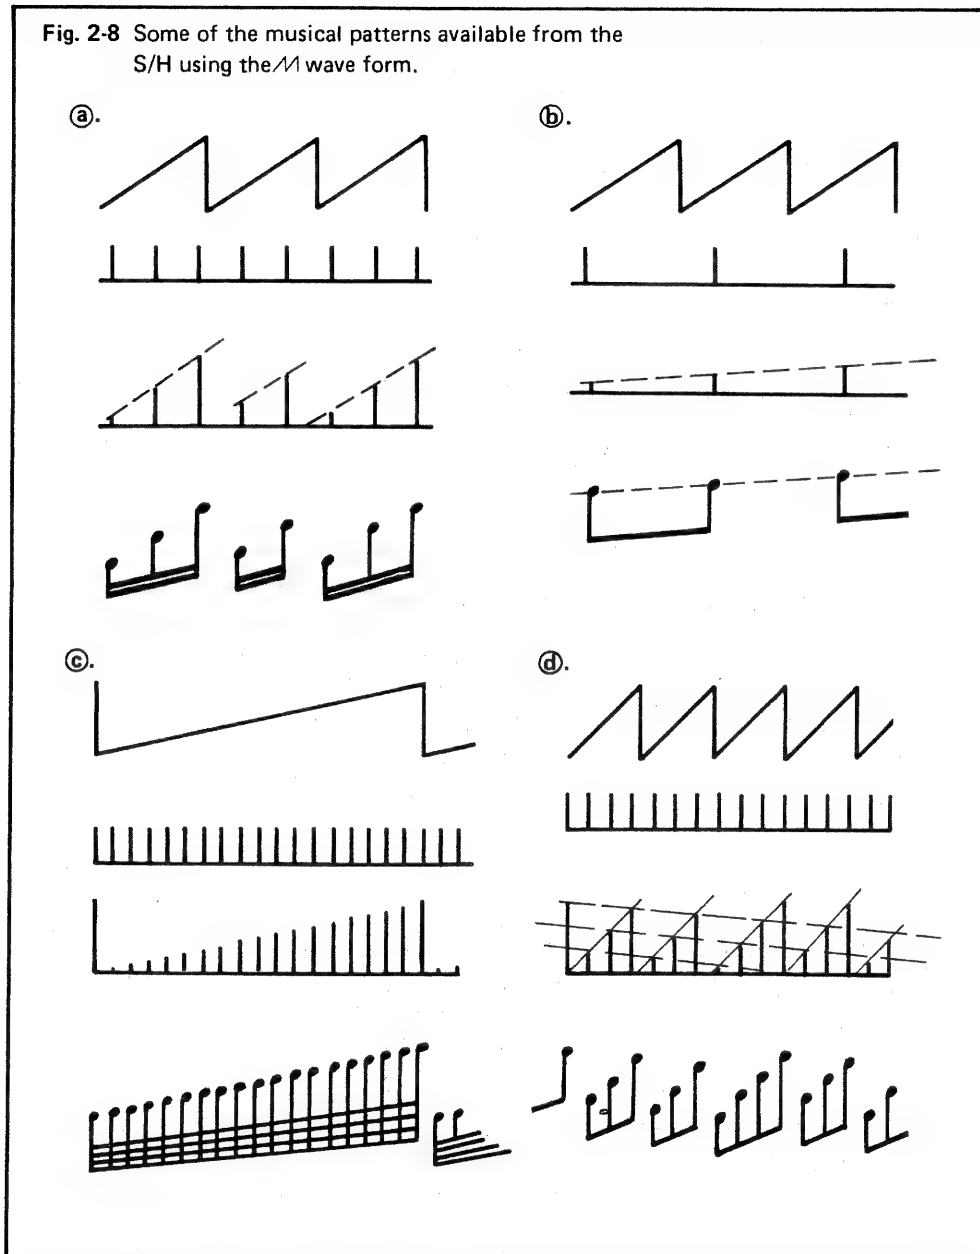 Fig. 2-8 Some of the musical patterns available from the
S/H using the wave form.
ⓐ.
ⓑ.
ⓒ.
ⓓ.